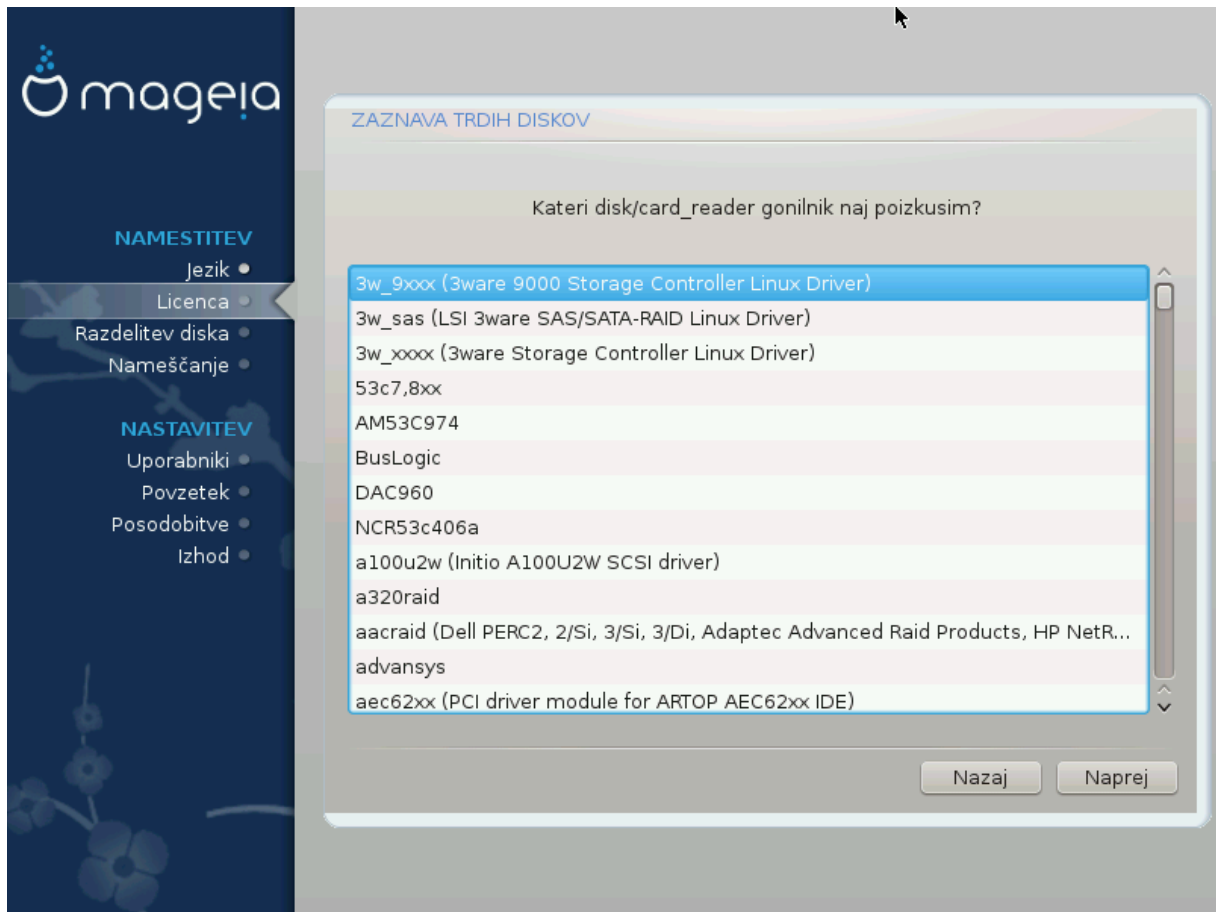 mageia
NAMESTITEV
Jezik
Licenca
Razdelitev diska
Nameščanje
NASTAVITEV
Uporabniki
Povzetek
Posodobitve
Izhod
ZAZNAVA TRDIH DISKOV
Kateri disk/card_reader gonilnik naj poizkusim?
3w_9xxx (3ware 9000 Storage Controller Linux Driver)
3w_sas (LSI 3ware SAS/SATA-RAID Linux Driver)
3w_xxxx (3ware Storage Controller Linux Driver)
53c7,8xx
AM53C974
BusLogic
DAC960
NCR53c406a
a100u2w (Initio A100U2W SCSI driver)
a320raid
aacraid (Dell PERC2, 2/Si, 3/Si, 3/Di, Adaptec Advanced Raid Products, HP NetR...
advansys
aec62xx (PCI driver module for ARTOP AEC62xx IDE)
Nazaj
Naprej